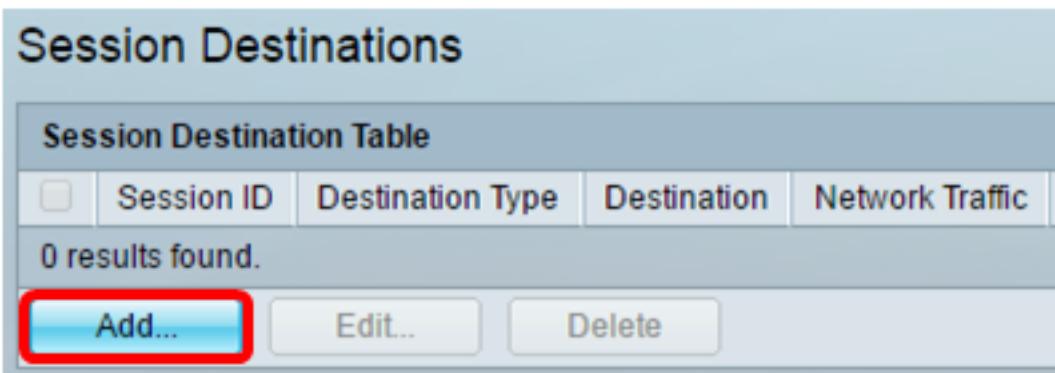 Session Destinations
Session Destination Table
Session ID Destination Type Destination Network Traffic
0 results found.
Add... Edit... Delete